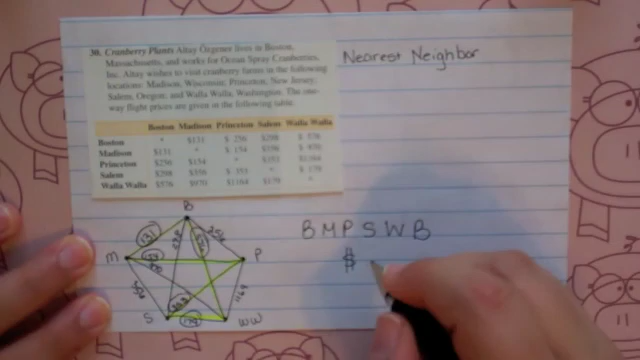 30. Cranberry Plants Altay Özgener lives in Boston,
Massachusetts, and works for Ocean Spray Cranberries,
Inc. Altay wishes to visit cranberry farms in the following
locations: Madison, Wisconsin; Princeton, New Jersey;
Salem, Oregon; and Walla Walla, Washington. The one-
way flight prices are given in the following table.
Nearest Neighbor
Boston Madison Princeton Salem Walla Walla
Boston * $131 $ 256 $298 $ 576
Madison $131 * $ 154 $396 $ 970
Princeton $256 $154 * $353 $1164
Salem $298 $396 $ 353 * $ 179
Walla Walla $576 $970 $1164 $179 *
B
131 256
M P
S WW
B M P S W B
$